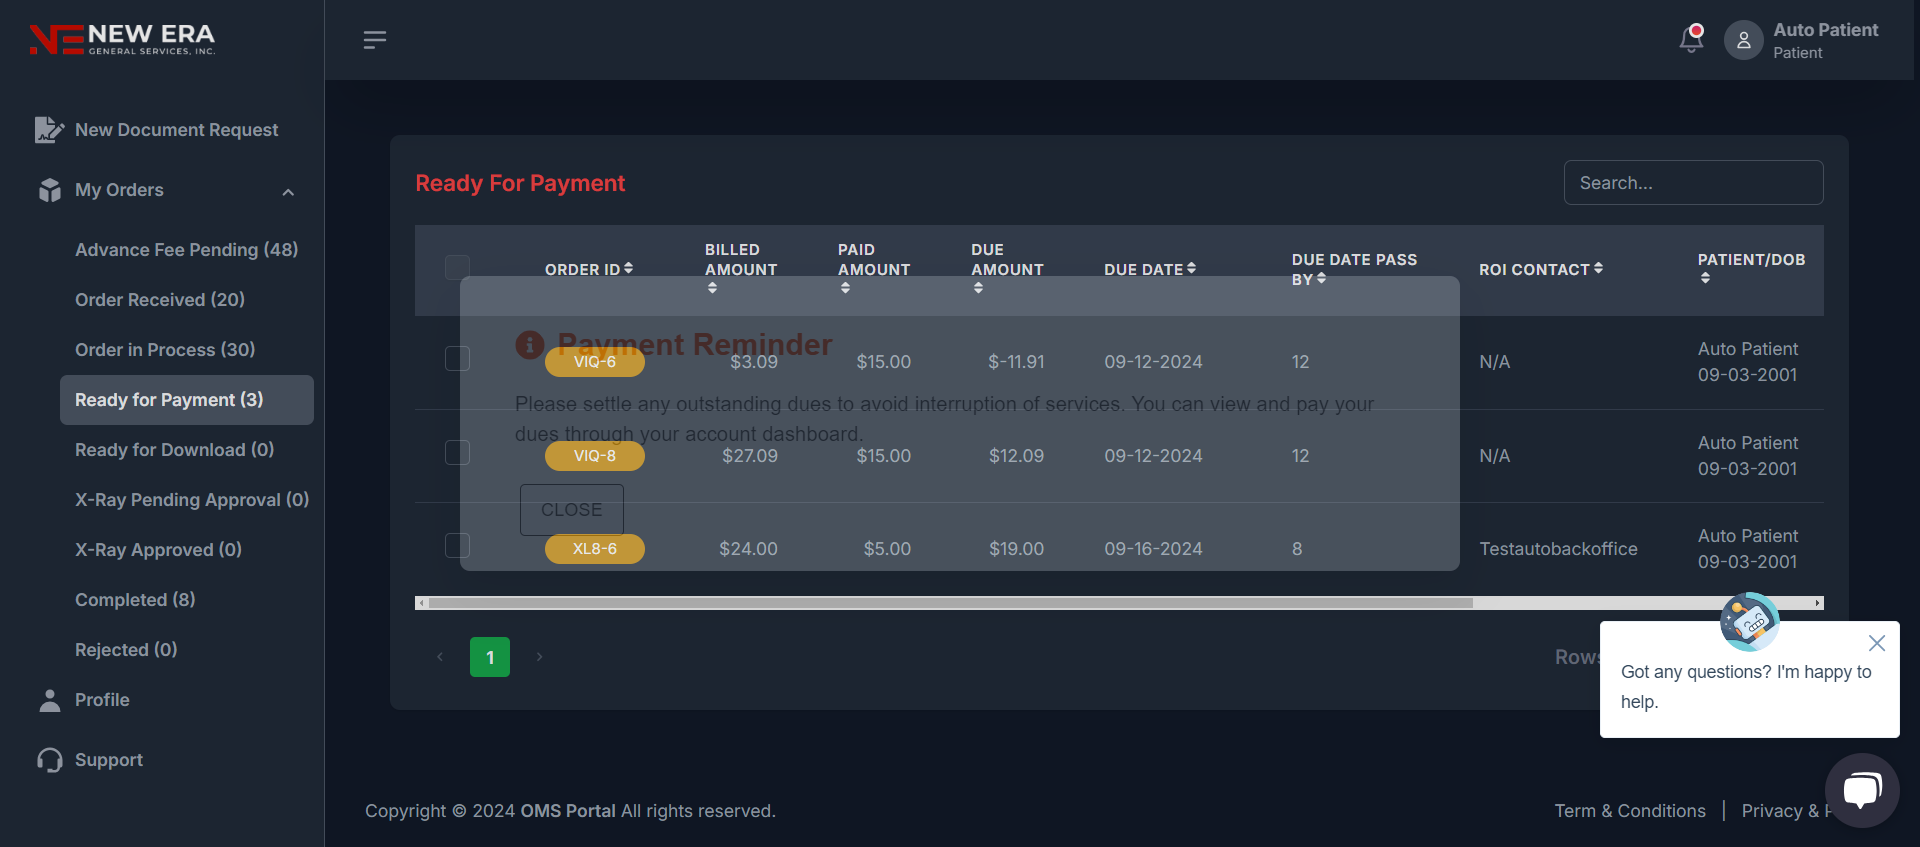 NEW ERA
GENERAL SERVICES, INC.
Auto Patient
Patient
New Document Request
My Orders
Advance Fee Pending (48)
Order Received (20)
Order in Process (30)
Ready for Payment (3)
Ready for Download (0)
X-Ray Pending Approval (0)
X-Ray Approved (0)
Completed (8)
Rejected (0)
Profile
Support
Ready For Payment
Search...
ORDER ID BILLED AMOUNT PAID AMOUNT DUE AMOUNT DUE DATE DUE DATE PASS BY ROI CONTACT PATIENT/DOB
VIQ-6 $3.09 $15.00 $-11.91 09-12-2024 12 N/A Auto Patient 09-03-2001
VIQ-8 $27.09 $15.00 $12.09 09-12-2024 12 N/A Auto Patient 09-03-2001
XL8-6 $24.00 $5.00 $19.00 09-16-2024 8 Testautobackoffice Auto Patient 09-03-2001
Payment Reminder
Please settle any outstanding dues to avoid interruption of services. You can view and pay your
dues through your account dashboard.
CLOSE
1
Rows
Got any questions? I'm happy to
help.
Copyright © 2024 OMS Portal All rights reserved.
Term & Conditions | Privacy &